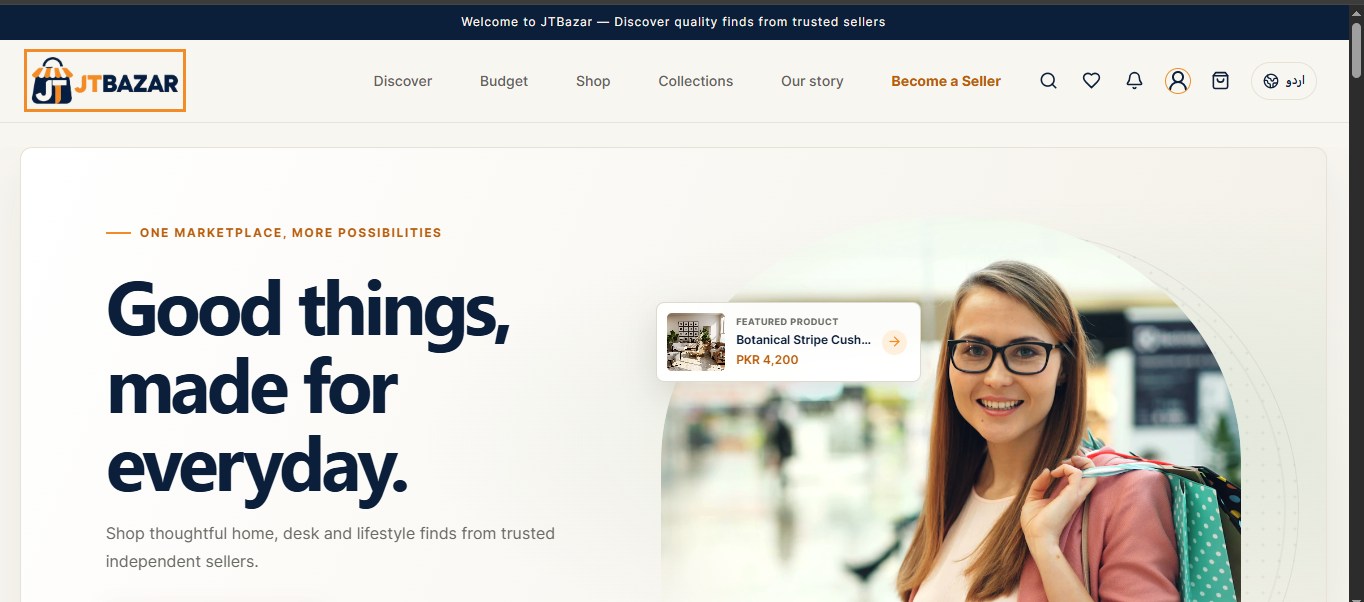 Welcome to JTBazar — Discover quality finds from trusted sellers
JTBAZAR
Discover Budget Shop Collections Our story Become a Seller اردو
ONE MARKETPLACE, MORE POSSIBILITIES
Good things,
made for
everyday.
Shop thoughtful home, desk and lifestyle finds from trusted
independent sellers.
FEATURED PRODUCT
Botanical Stripe Cush...
PKR 4,200